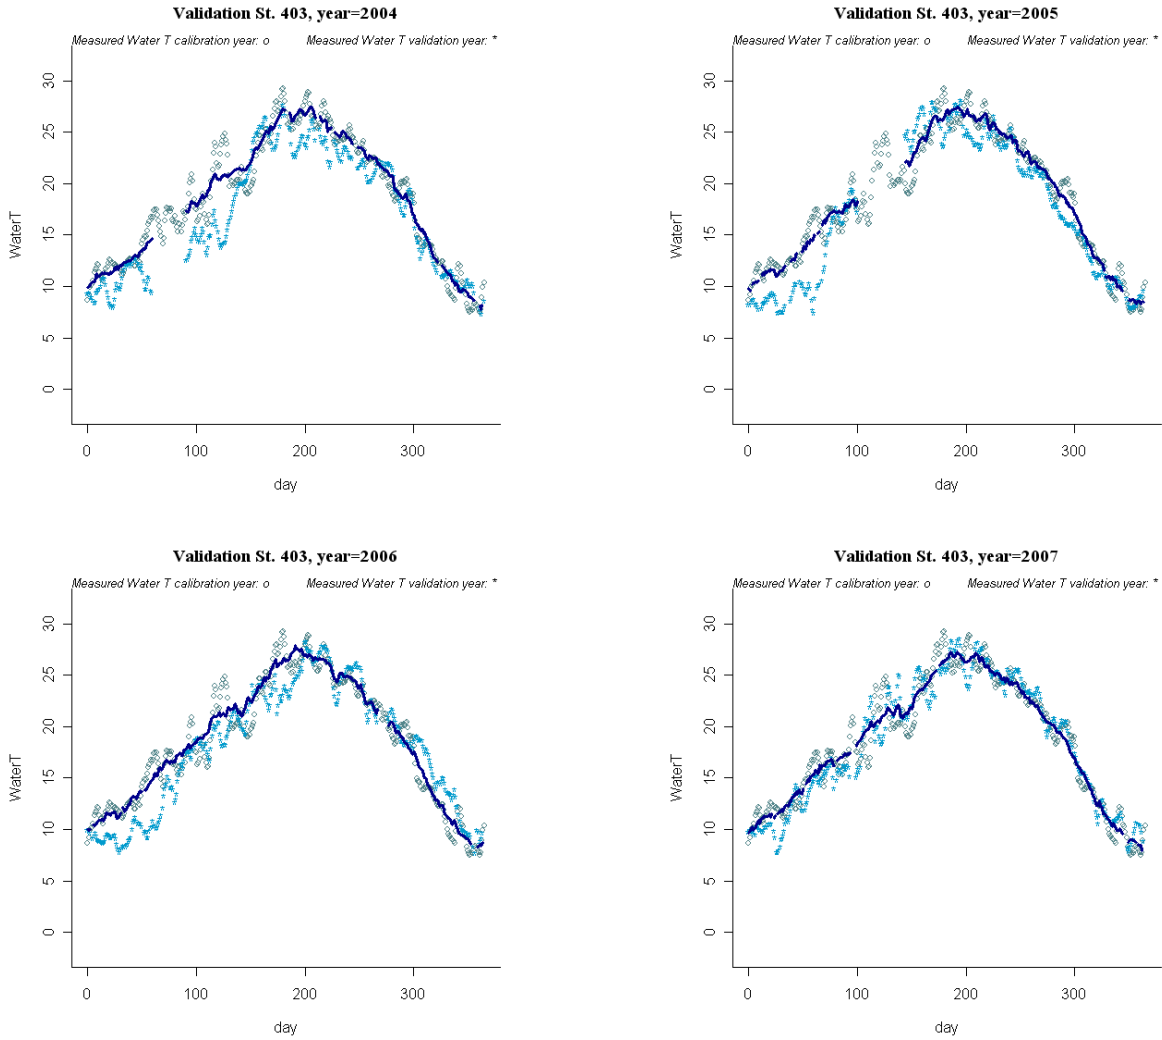 Validation St. 403, year=2004
Measured Water T calibration year: o Measured Water T validation year: *
WaterT
30
25
20
15
10
5
0
0 100 200 300
day
Validation St. 403, year=2005
Measured Water T calibration year: o Measured Water T validation year: *
WaterT
30
25
20
15
10
5
0
0 100 200 300
day
Validation St. 403, year=2006
Measured Water T calibration year: o Measured Water T validation year: *
WaterT
30
25
20
15
10
5
0
0 100 200 300
day
Validation St. 403, year=2007
Measured Water T calibration year: o Measured Water T validation year: *
WaterT
30
25
20
15
10
5
0
0 100 200 300
day